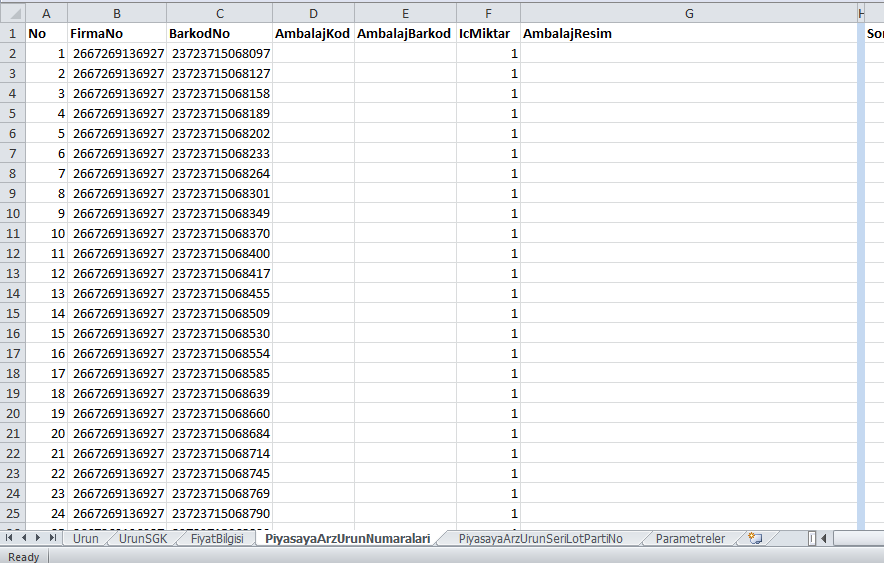 A B C D E F G H
1 No FirmaNo BarkodNo AmbalajKod AmbalajBarkod IcMiktar AmbalajResim
2 1 2667269136927 23723715068097 1
3 2 2667269136927 23723715068127 1
4 3 2667269136927 23723715068158 1
5 4 2667269136927 23723715068189 1
6 5 2667269136927 23723715068202 1
7 6 2667269136927 23723715068233 1
8 7 2667269136927 23723715068264 1
9 8 2667269136927 23723715068301 1
10 9 2667269136927 23723715068349 1
11 10 2667269136927 23723715068370 1
12 11 2667269136927 23723715068400 1
13 12 2667269136927 23723715068417 1
14 13 2667269136927 23723715068455 1
15 14 2667269136927 23723715068509 1
16 15 2667269136927 23723715068530 1
17 16 2667269136927 23723715068554 1
18 17 2667269136927 23723715068585 1
19 18 2667269136927 23723715068639 1
20 19 2667269136927 23723715068660 1
21 20 2667269136927 23723715068684 1
22 21 2667269136927 23723715068714 1
23 22 2667269136927 23723715068745 1
24 23 2667269136927 23723715068769 1
25 24 2667269136927 23723715068790 1
Urun UrunSGK FiyatBilgisi PiyasayaArzUrunNumaralari PiyasayaArzUrunSeriLotPartiNo Parametreler
Ready